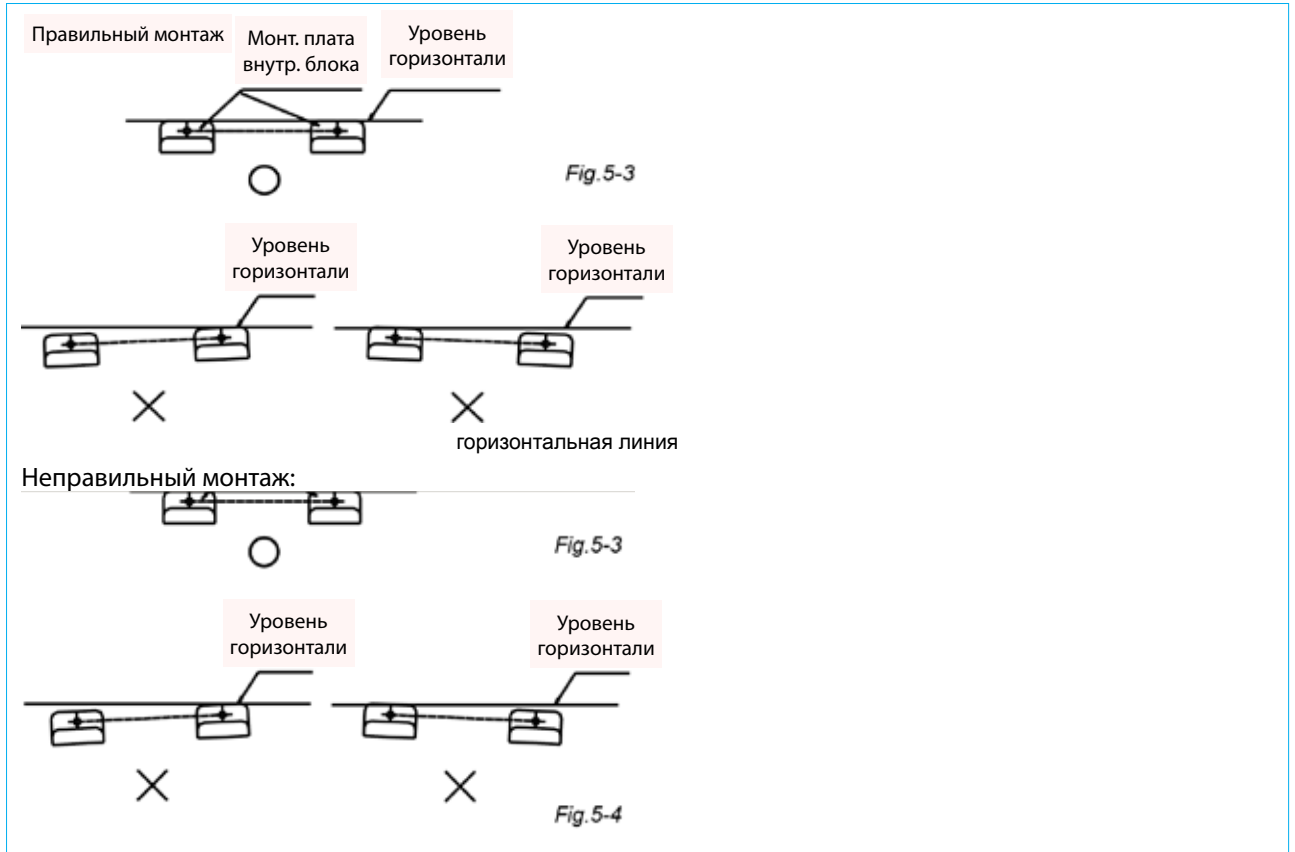 Правильный монтаж
Монт. плата
внутр. блока
Уровень
горизонтали
Fig.5-3
Уровень
горизонтали
Уровень
горизонтали
горизонтальная линия
Неправильный монтаж:
Fig.5-3
Уровень
горизонтали
Уровень
горизонтали
Fig.5-4